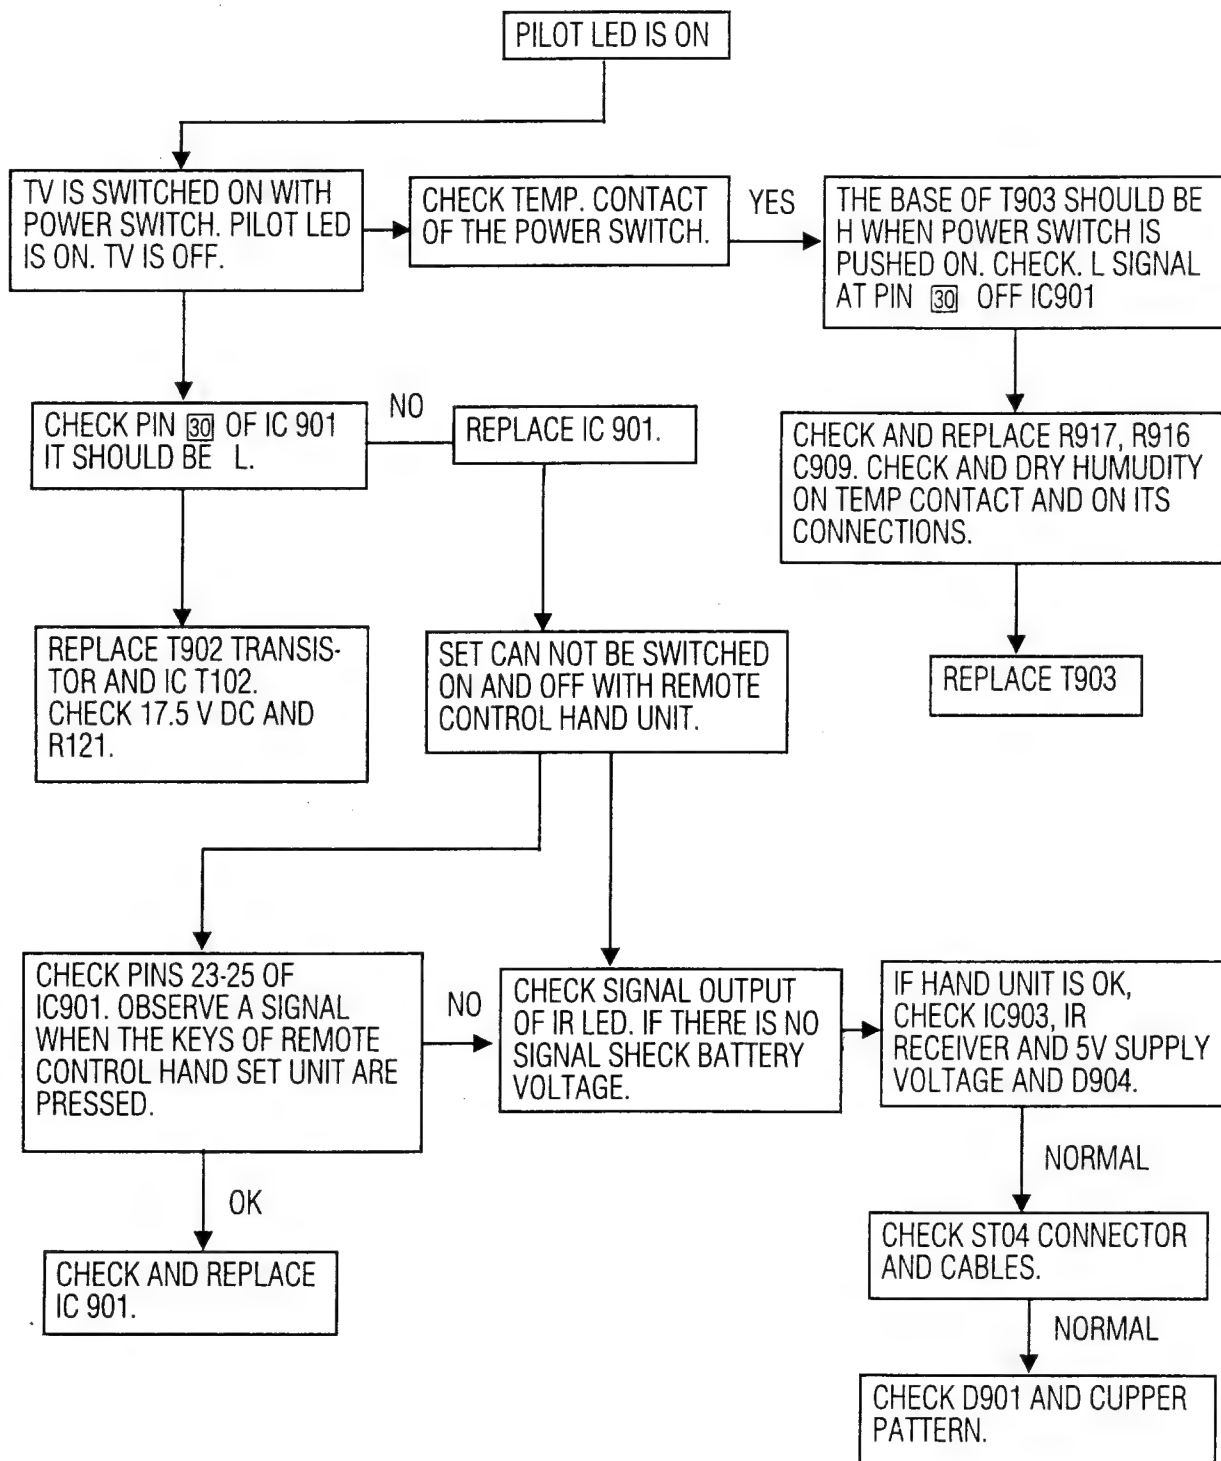 PILOT LED IS ON
TV IS SWITCHED ON WITH
POWER SWITCH. PILOT LED
IS ON. TV IS OFF.
CHECK TEMP. CONTACT
OF THE POWER SWITCH.
YES
THE BASE OF T903 SHOULD BE
H WHEN POWER SWITCH IS
PUSHED ON. CHECK. L SIGNAL
AT PIN 30 OFF IC901
CHECK PIN 30 OF IC 901
IT SHOULD BE L.
NO
REPLACE IC 901.
CHECK AND REPLACE R917, R916
C909. CHECK AND DRY HUMUDITY
ON TEMP CONTACT AND ON ITS
CONNECTIONS.
REPLACE T902 TRANSIS-
TOR AND IC T102.
CHECK 17.5 V DC AND
R121.
SET CAN NOT BE SWITCHED
ON AND OFF WITH REMOTE
CONTROL HAND UNIT.
REPLACE T903
CHECK PINS 23-25 OF
IC901. OBSERVE A SIGNAL
WHEN THE KEYS OF REMOTE
CONTROL HAND SET UNIT ARE
PRESSED.
NO
CHECK SIGNAL OUTPUT
OF IR LED. IF THERE IS NO
SIGNAL SHECK BATTERY
VOLTAGE.
IF HAND UNIT IS OK,
CHECK IC903, IR
RECEIVER AND 5V SUPPLY
VOLTAGE AND D904.
OK
NORMAL
CHECK AND REPLACE
IC 901.
CHECK ST04 CONNECTOR
AND CABLES.
NORMAL
CHECK D901 AND CUPPER
PATTERN.